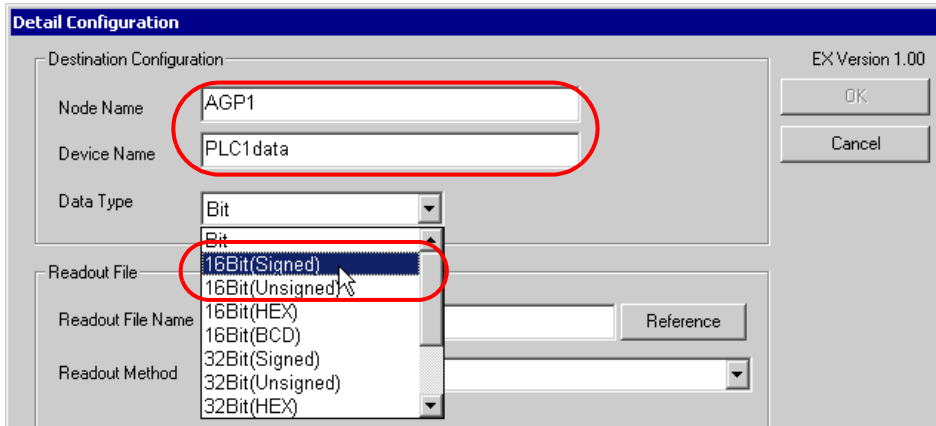 Detail Configuration
Destination Configuration
EX Version 1.00
Node Name AGP1
OK
Device Name PLC1data
Cancel
Data Type Bit
Bit
16Bit(Signed)
16Bit(Unsigned)
16Bit(HEX)
16Bit(BCD)
32Bit(Signed)
32Bit(Unsigned)
32Bit(HEX)
Readout File
Readout File Name Reference
Readout Method